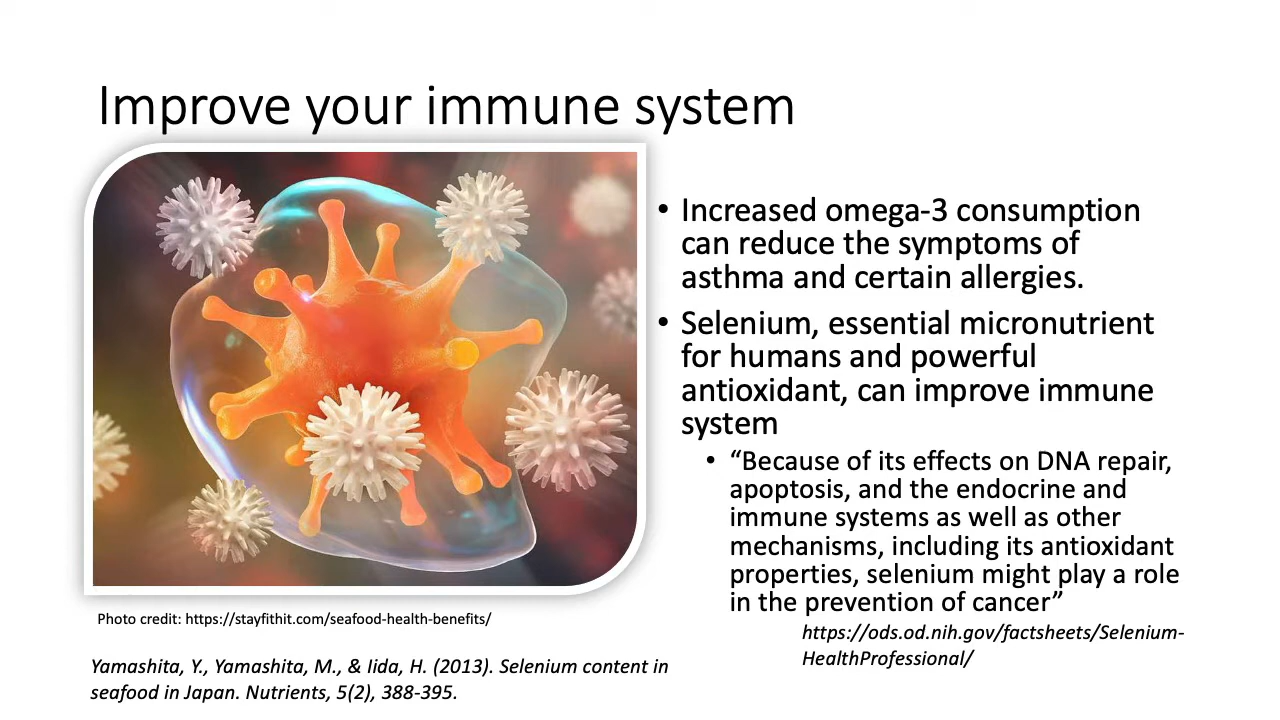 Improve your immune system
• Increased omega-3 consumption
can reduce the symptoms of
asthma and certain allergies.
• Selenium, essential micronutrient
for humans and powerful
antioxidant, can improve immune
system
• “Because of its effects on DNA repair,
apoptosis, and the endocrine and
immune systems as well as other
mechanisms, including its antioxidant
properties, selenium might play a role
in the prevention of cancer”
https://ods.od.nih.gov/factsheets/Selenium-
HealthProfessional/
Photo credit: https://stayfithit.com/seafood-health-benefits/
Yamashita, Y., Yamashita, M., & Iida, H. (2013). Selenium content in
seafood in Japan. Nutrients, 5(2), 388-395.